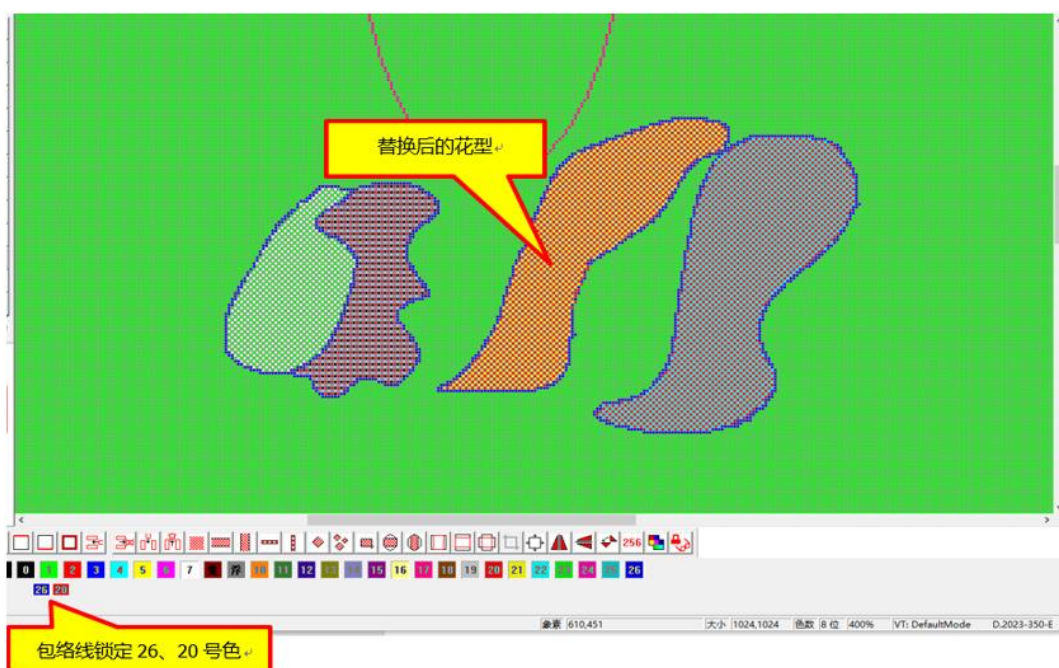 替换后的花型
256
0 1 2 3 4 5 6 7 浮 10 11 12 13 14 15 16 17 18 19 20 21 22 23 24 25 26
26 20
象素 610,451 大小 1024,1024 色数 8 位 400% VT: DefaultMode D.2023-350-E
包络线锁定 26、20 号色